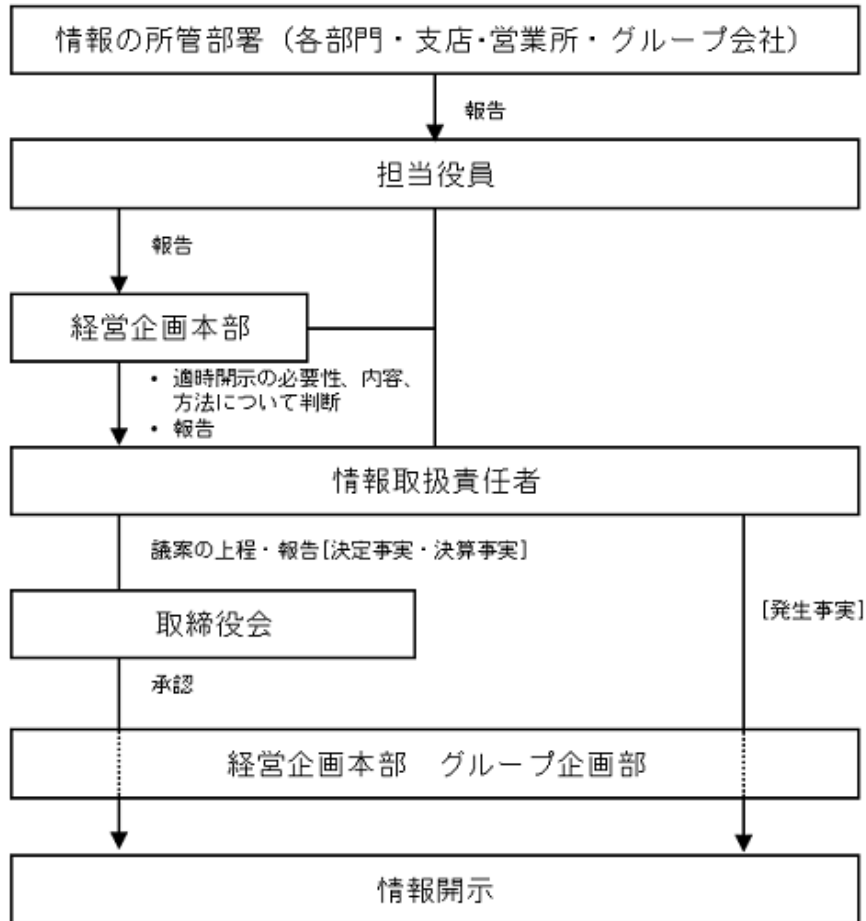 情報の所管部署（各部門・支店・営業所・グループ会社）
報告
担当役員
報告
経営企画本部
• 適時開示の必要性、内容、
方法について判断
• 報告
情報取扱責任者
議案の上程・報告[決定事実・決算事実]
[発生事実]
取締役会
承認
経営企画本部　グループ企画部
情報開示